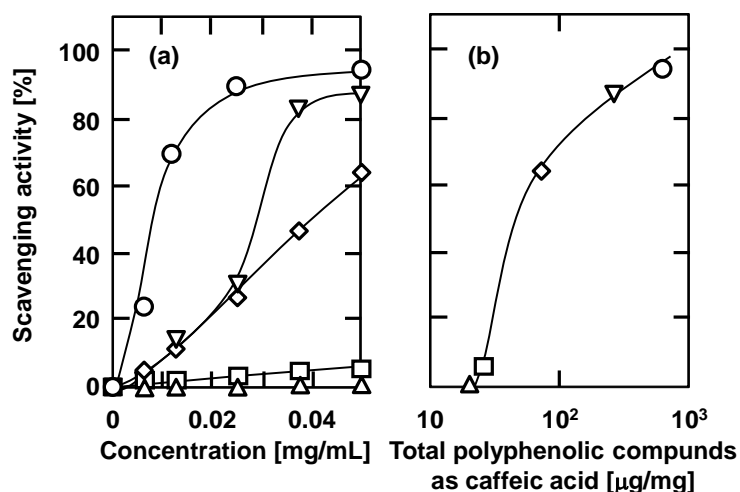 (a)
(b)
Scavenging activity [%]
100
80
60
40
20
0
0
0.02
0.04
10
10²
10³
Concentration [mg/mL]
Total polyphenolic compunds
as caffeic acid [µg/mg]